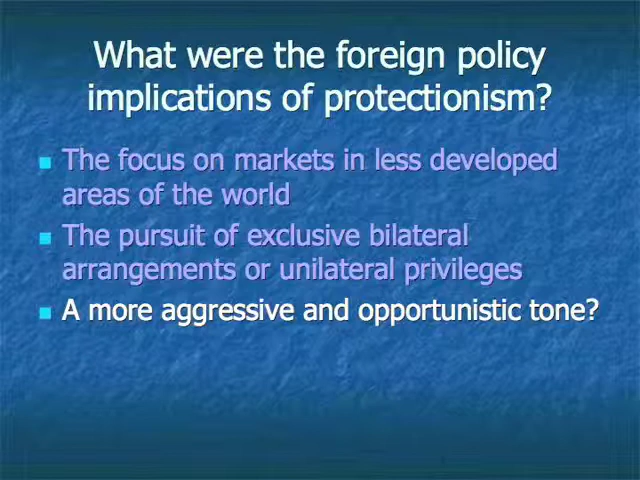 What were the foreign policy
implications of protectionism?
The focus on markets in less developed
areas of the world
The pursuit of exclusive bilateral
arrangements or unilateral privileges
A more aggressive and opportunistic tone?